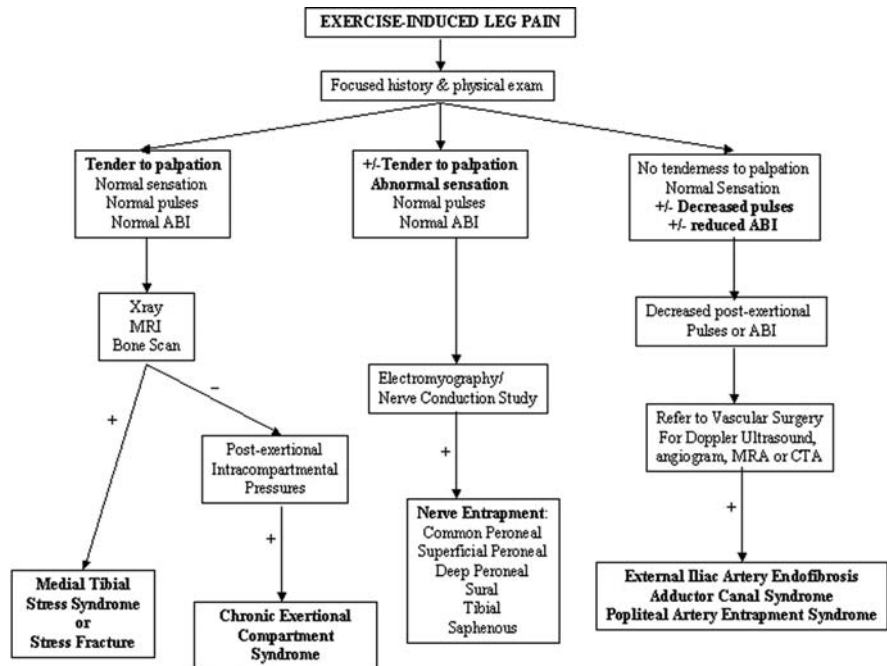 EXERCISE-INDUCED LEG PAIN
Focused history & physical exam
Tender to palpation
Normal sensation
Normal pulses
Normal ABI
+/-Tender to palpation
Abnormal sensation
Normal pulses
Normal ABI
No tenderness to palpation
Normal Sensation
+/- Decreased pulses
+/- reduced ABI
Xray
MRI
Bone Scan
Decreased post-exertional
Pulses or ABI
Electromyography/
Nerve Conduction Study
Refer to Vascular Surgery
For Doppler Ultrasound,
angiogram, MRA or CTA
+
−
Post-exertional
Intracompartmental
Pressures
+
+
+
Medial Tibial
Stress Syndrome
or
Stress Fracture
Chronic Exertional
Compartment
Syndrome
Nerve Entrapment:
Common Peroneal
Superficial Peroneal
Deep Peroneal
Sural
Tibial
Saphenous
External Iliac Artery Endofibrosis
Adductor Canal Syndrome
Popliteal Artery Entrapment Syndrome